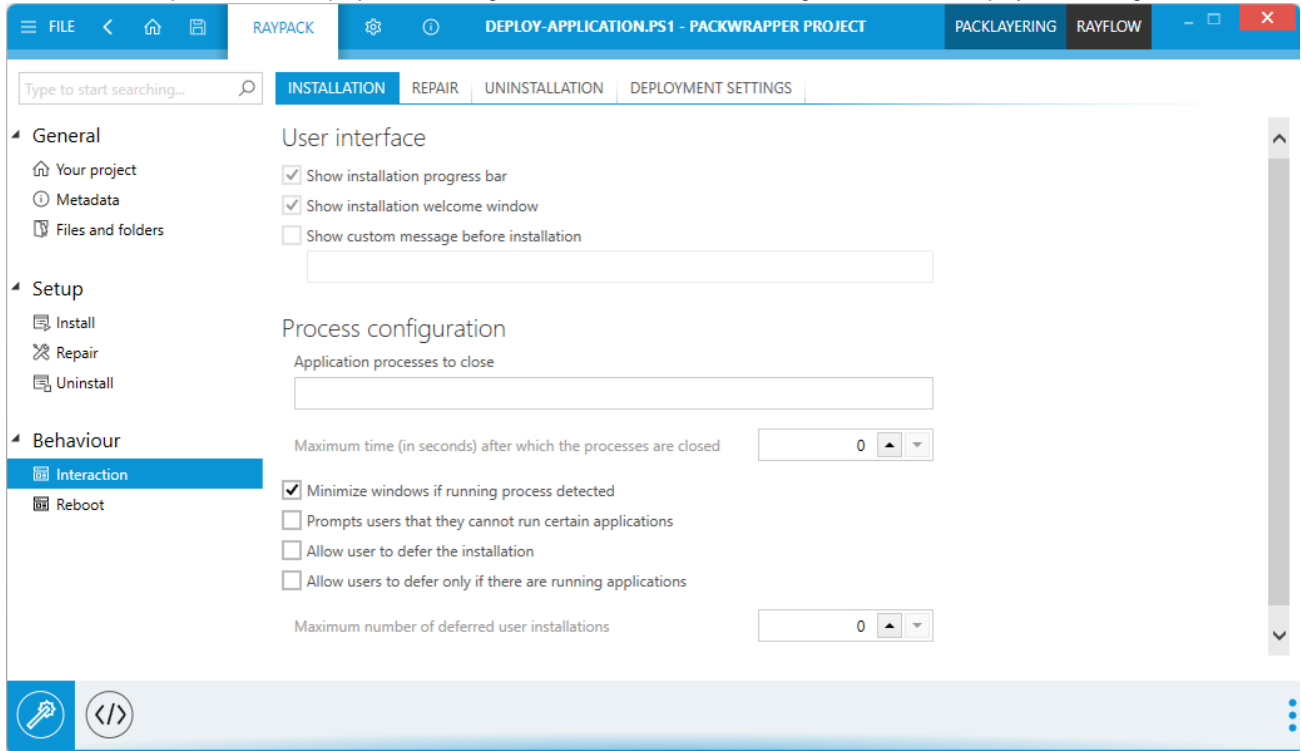 FILE RAYPACK DEPLOY-APPLICATION.PS1 - PACKWRAPPER PROJECT PACKLAYERING RAYFLOW
Type to start searching...
INSTALLATION REPAIR UNINSTALLATION DEPLOYMENT SETTINGS
General
Your project
Metadata
Files and folders
Setup
Install
Repair
Uninstall
Behaviour
Interaction
Reboot
User interface
Show installation progress bar
Show installation welcome window
Show custom message before installation
Process configuration
Application processes to close
Maximum time (in seconds) after which the processes are closed 0
Minimize windows if running process detected
Prompts users that they cannot run certain applications
Allow user to defer the installation
Allow users to defer only if there are running applications
Maximum number of deferred user installations 0